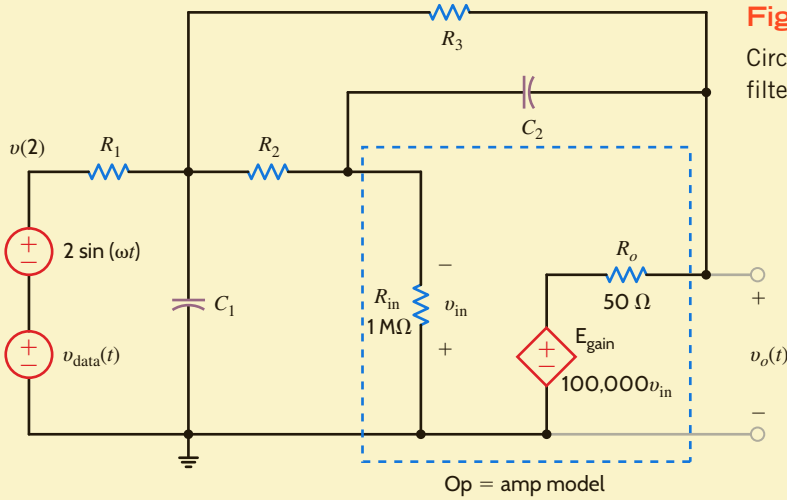 Fig
Circ
filte
R3
C2
v(2)
R1
R2
2 sin (ωt)
vdata(t)
C1
Rin
1 MΩ
−
vin
+
Ro
50 Ω
Egain
100,000vin
+
vo(t)
−
Op = amp model